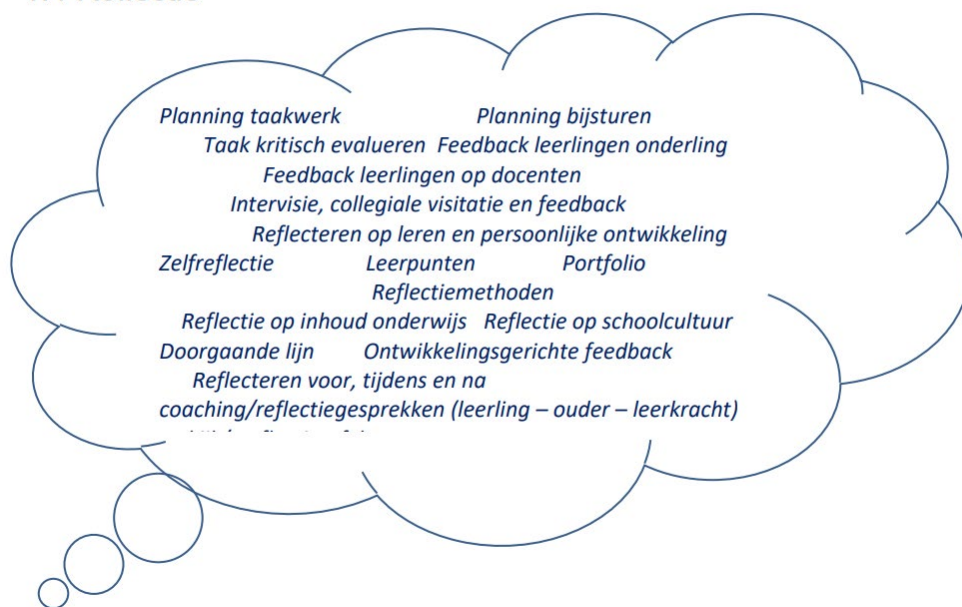 Planning taakwerk Planning bijsturen
Taak kritisch evalueren Feedback leerlingen onderling
Feedback leerlingen op docenten
Intervisie, collegiale visitatie en feedback
Reflecteren op leren en persoonlijke ontwikkeling
Zelfreflectie Leerpunten Portfolio
Reflectiemethoden
Reflectie op inhoud onderwijs Reflectie op schoolcultuur
Doorgaande lijn Ontwikkelingsgerichte feedback
Reflecteren voor, tijdens en na
coaching/reflectiegesprekken (leerling – ouder – leerkracht)